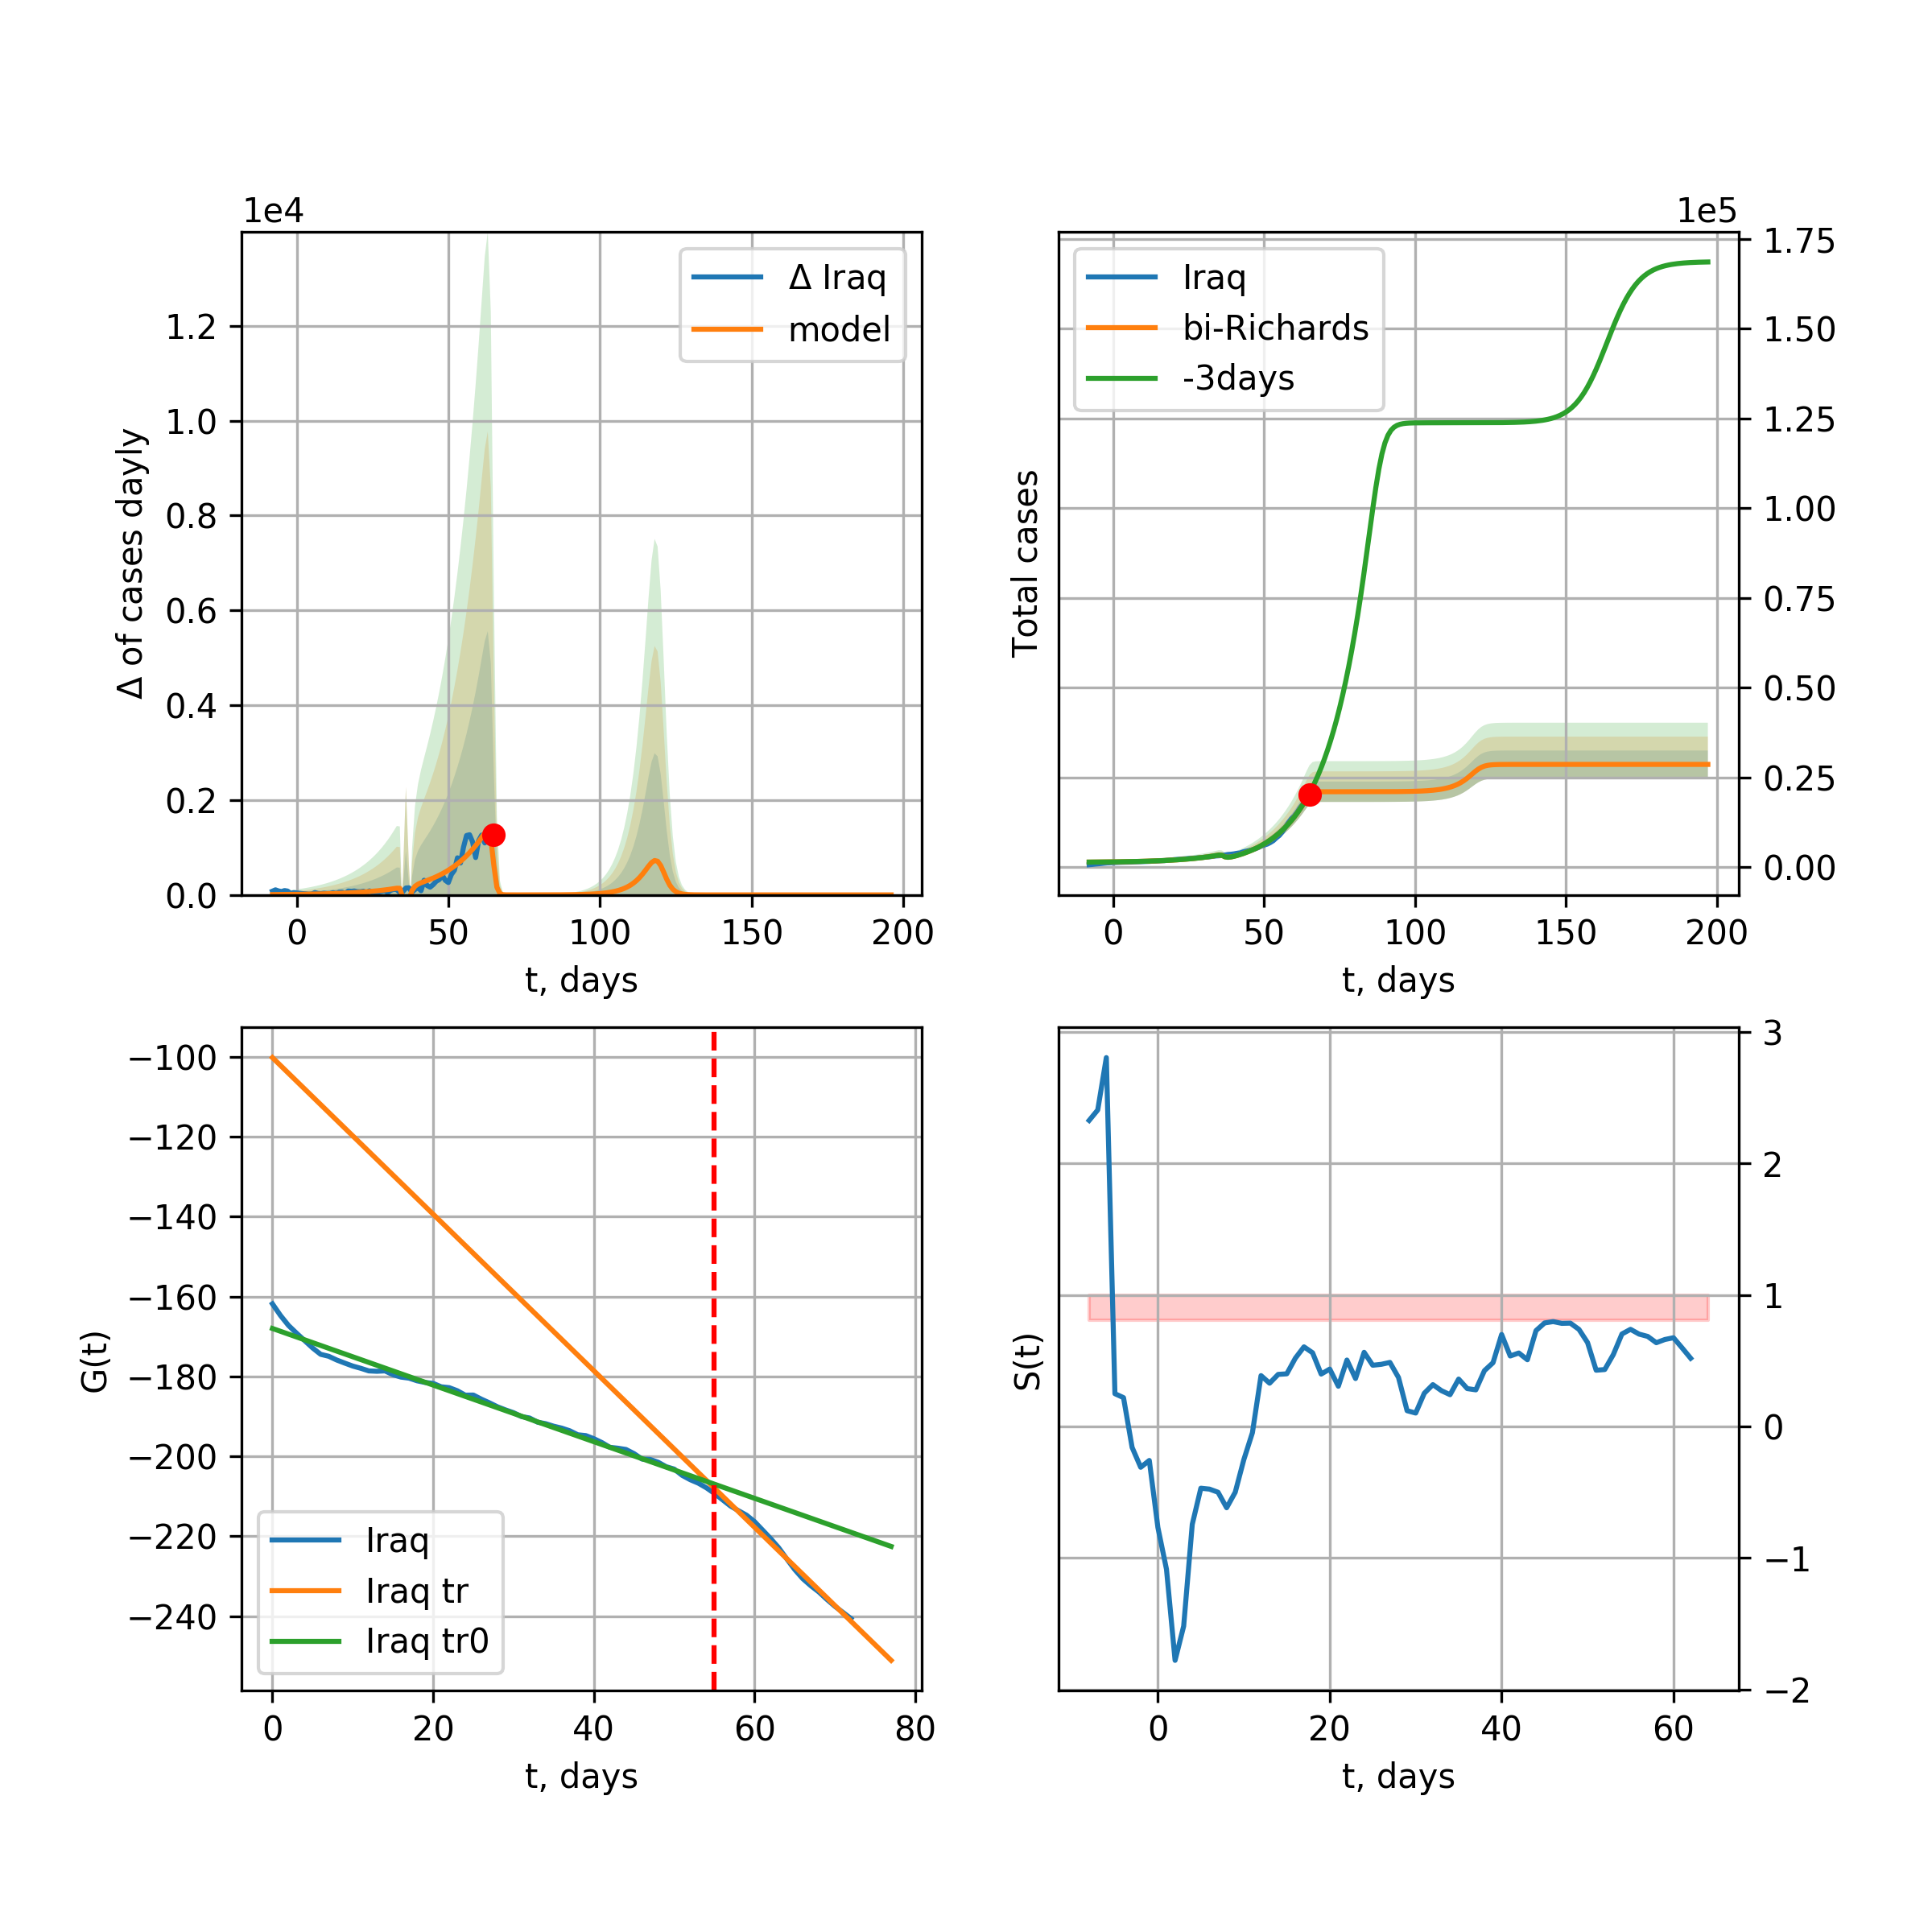 1e4
Δ Iraq
model
1.2
1.0
0.8
0.6
0.4
0.2
0.0
Δ of cases dayly
0 50 100 150 200
t, days
1e5
Iraq
bi-Richards
-3days
Total cases
1.75
1.50
1.25
1.00
0.75
0.50
0.25
0.00
0 50 100 150 200
t, days
−100
−120
−140
−160
−180
−200
−220
−240
G(t)
Iraq
Iraq tr
Iraq tr0
0 20 40 60 80
t, days
S(t)
3
2
1
0
−1
−2
0 20 40 60
t, days